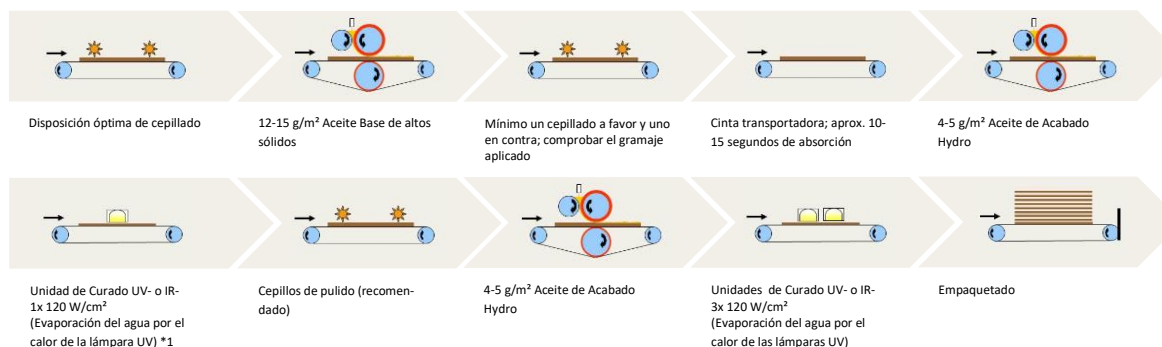 Disposición óptima de cepillado
12-15 g/m² Aceite Base de altos
sólidos
Mínimo un cepillado a favor y uno
en contra; comprobar el gramaje
aplicado
Cinta transportadora; aprox. 10-
15 segundos de absorción
4-5 g/m² Aceite de Acabado
Hydro
Unidad de Curado UV- o IR-
1x 120 W/cm²
(Evaporación del agua por el
calor de la lámpara UV) *1
Cepillos de pulido (recomen-
dado)
4-5 g/m² Aceite de Acabado
Hydro
Unidades de Curado UV- o IR-
3x 120 W/cm²
(Evaporación del agua por el
calor de las lámparas UV)
Empaquetado